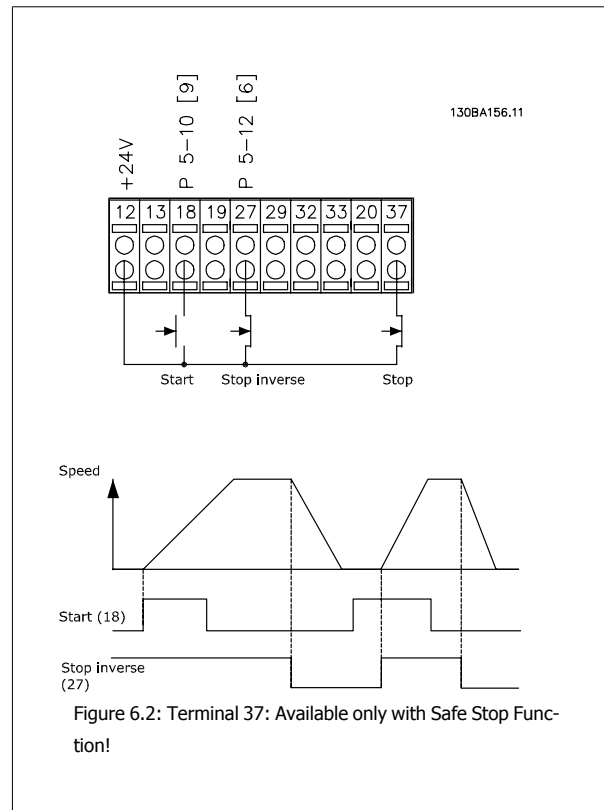 130BA156.11
+24V
P 5-10 [9]
P 5-12 [6]
12 13 18 19 27 29 32 33 20 37
Start Stop inverse Stop
Speed
Start (18)
Stop inverse
(27)
Figure 6.2: Terminal 37: Available only with Safe Stop Func-
tion!